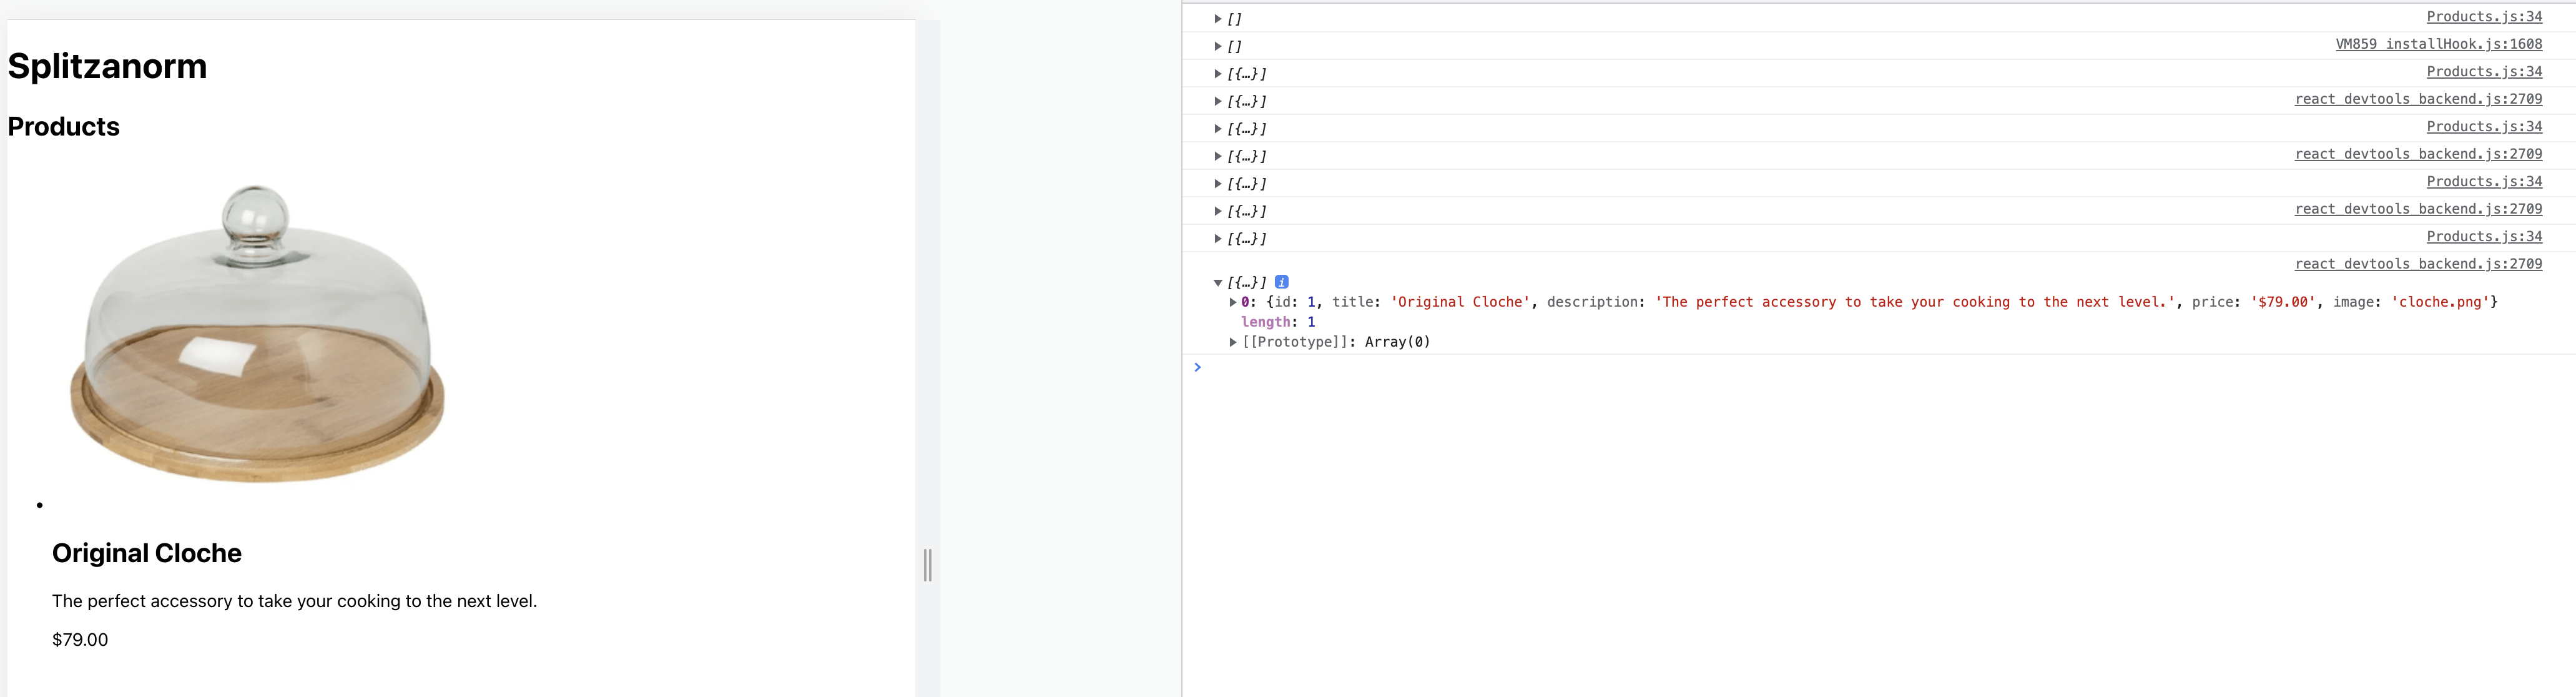 Splitzanorm
Products
Original Cloche
The perfect accessory to take your cooking to the next level.
$79.00
[] Products.js:34
[] VM859 installHook.js:1608
[{…}] Products.js:34
[{…}] react_devtools_backend.js:2709
[{…}] Products.js:34
[{…}] react_devtools_backend.js:2709
[{…}] Products.js:34
[{…}] react_devtools_backend.js:2709
[{…}] Products.js:34
react_devtools_backend.js:2709
[{…}] i
0: {id: 1, title: 'Original Cloche', description: 'The perfect accessory to take your cooking to the next level.', price: '$79.00', image: 'cloche.png'}
length: 1
[[Prototype]]: Array(0)